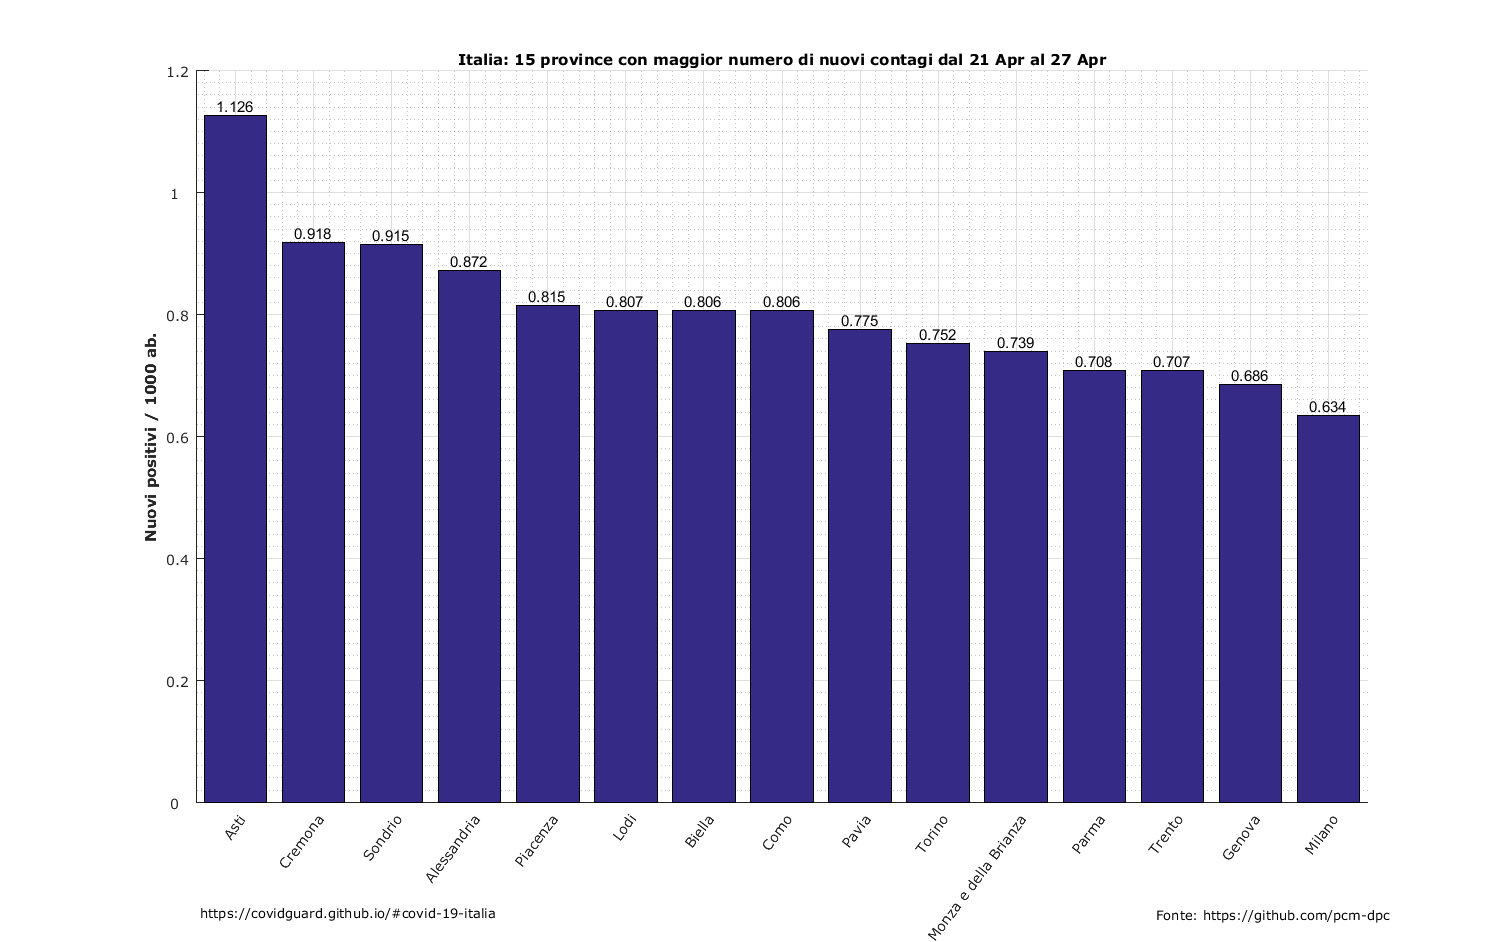 Italia: 15 province con maggior numero di nuovi contagi dal 21 Apr al 27 Apr
Nuovi positivi / 1000 ab.
1.2
1
0.8
0.6
0.4
0.2
0
1.126
0.918
0.915
0.872
0.815
0.807
0.806
0.806
0.775
0.752
0.739
0.708
0.707
0.686
0.634
Asti
Cremona
Sondrio
Alessandria
Piacenza
Lodi
Biella
Como
Pavia
Torino
Monza e della Brianza
Parma
Trento
Genova
Milano
https://covidguard.github.io/#covid-19-italia
Fonte: https://github.com/pcm-dpc